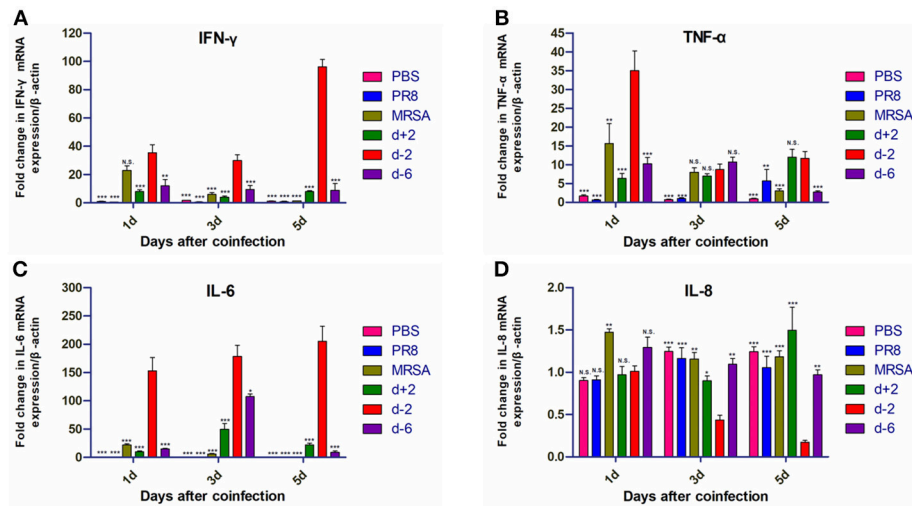 A
IFN-γ
Fold change in IFN-γ mRNA
expression/β -actin
120
100
80
60
40
20
0
*** *** N.S. *** **
*** *** *** *** ***
*** *** *** *** ***
1d
3d
5d
Days after coinfection
PBS
PR8
MRSA
d+2
d-2
d-6
B
TNF-α
Fold change in TNF-α mRNA
expression/β -actin
45
40
35
30
25
20
15
10
5
0
*** *** ** *** ***
*** *** N.S. N.S. N.S.
*** ** *** N.S. ***
1d
3d
5d
Days after coinfection
PBS
PR8
MRSA
d+2
d-2
d-6
C
IL-6
Fold change in IL-6 mRNA
expression/β-actin
300
250
200
150
100
50
0
*** *** *** *** ***
*** *** *** *** *
*** *** *** *** ***
1d
3d
5d
Days after coinfection
PBS
PR8
MRSA
d+2
d-2
d-6
D
IL-8
Fold change in IL-8 mRNA
expression/β-actin
2.0
1.5
1.0
0.5
0.0
N.S. N.S. ** N.S. N.S.
*** *** ** * **
*** *** *** *** **
1d
3d
5d
Days after coinfection
PBS
PR8
MRSA
d+2
d-2
d-6